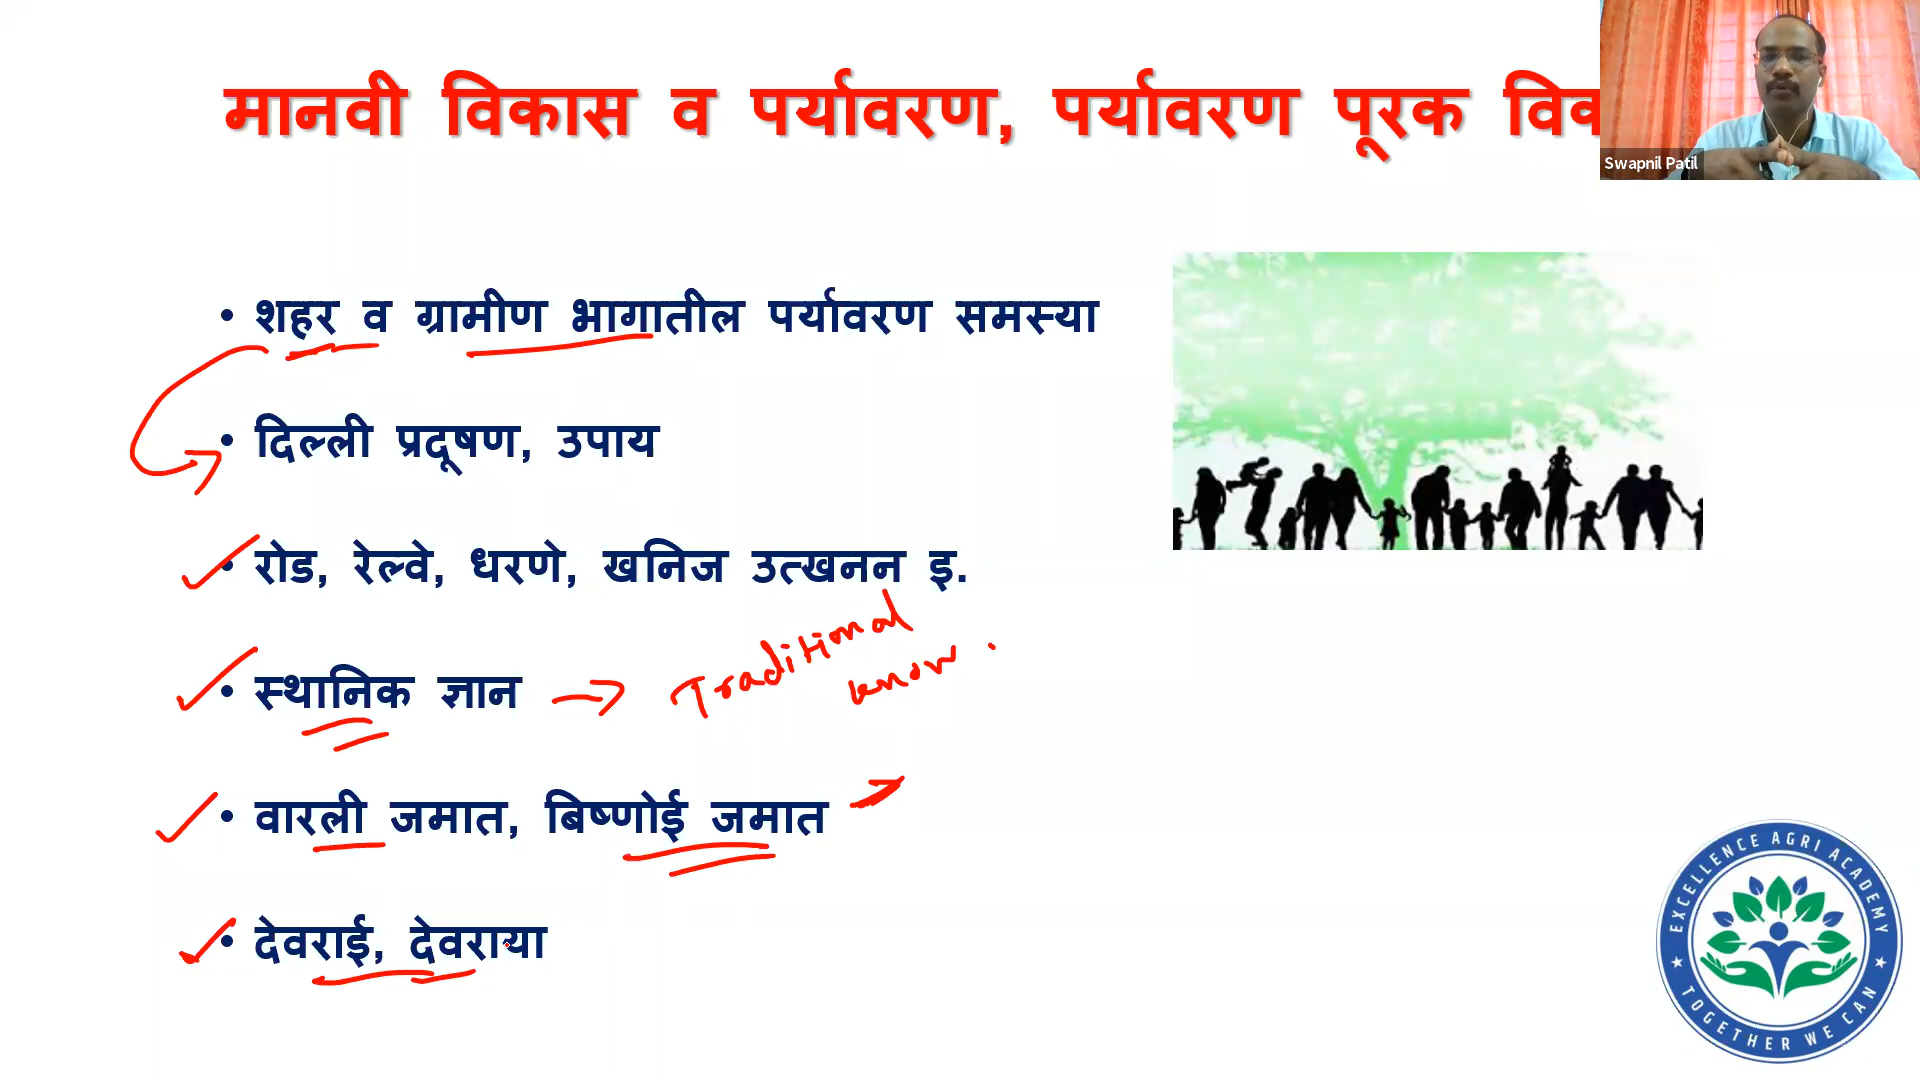 मानवी विकास व पर्यावरण, पर्यावरण पूरक
Swapnil Patil
• शहर व ग्रामीण भागातील पर्यावरण समस्या
• दिल्ली प्रदूषण, उपाय
• रोड, रेल्वे, धरणे, खनिज उत्खनन इ.
Traditional
know.
• स्थानिक ज्ञान
• वारली जमात, बिष्णोई जमात
• देवराई, देवराया
EXCELLENCE AGRI ACADEMY
TOGETHER WE CAN